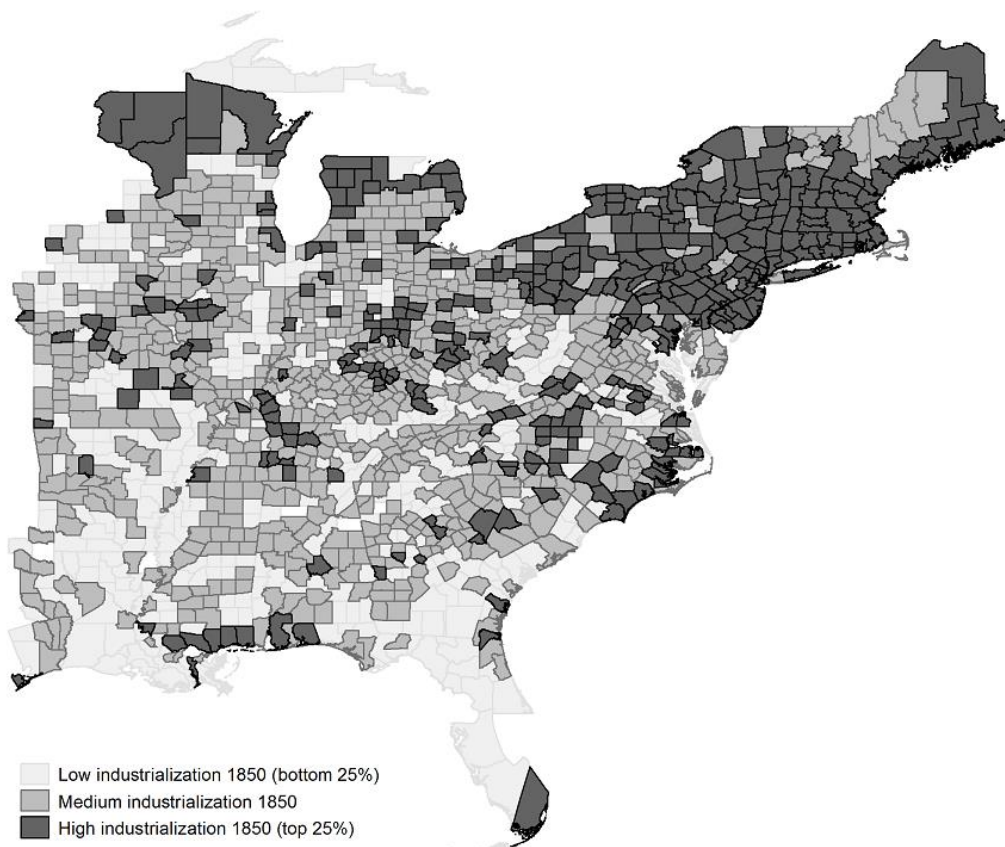 Low industrialization 1850 (bottom 25%)
Medium industrialization 1850
High industrialization 1850 (top 25%)